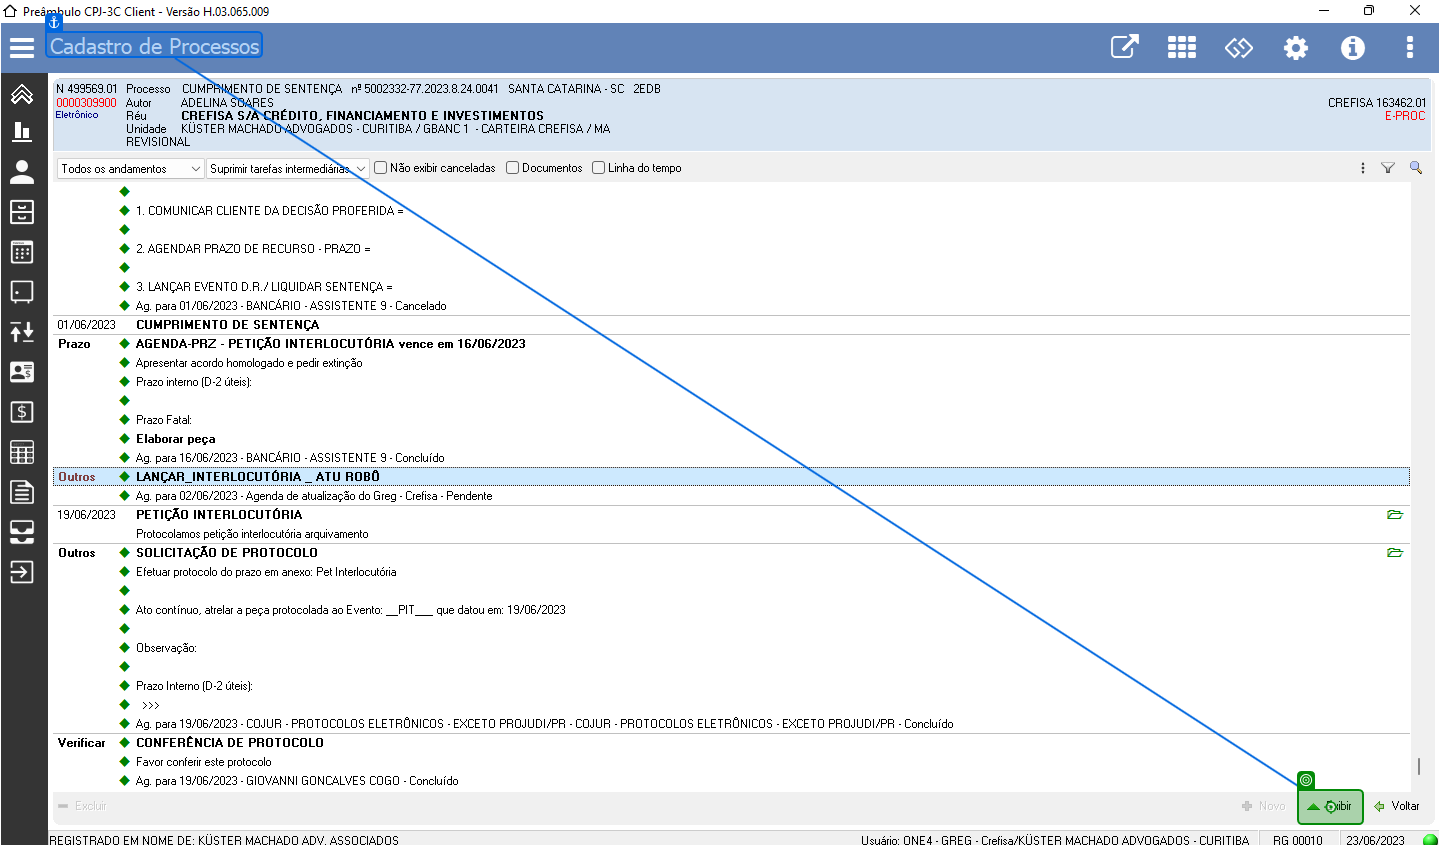 Preâmbulo CPJ-3C Client - Versão H.03.065.009
Cadastro de Processos
N 499569.01 Processo CUMPRIMENTO DE SENTENÇA nº 5002332-77.2023.8.24.0041 SANTA CATARINA - SC 2EDB
0000309900 Autor ADELINA SOARES CREFISA 163462.01
Eletrônico Réu CREFISA S/A CRÉDITO, FINANCIAMENTO E INVESTIMENTOS E-PROC
Unidade KÜSTER MACHADO ADVOGADOS - CURITIBA / GBANC 1 - CARTEIRA CREFISA / MA
REVISIONAL
Todos os andamentos Suprimir tarefas intermediárias Não exibir canceladas Documentos Linha do tempo
1. COMUNICAR CLIENTE DA DECISÃO PROFERIDA =
2. AGENDAR PRAZO DE RECURSO - PRAZO =
3. LANÇAR EVENTO D.R./ LIQUIDAR SENTENÇA =
Ag. para 01/06/2023 - BANCÁRIO - ASSISTENTE 9 - Cancelado
01/06/2023 CUMPRIMENTO DE SENTENÇA
Prazo AGENDA-PRZ - PETIÇÃO INTERLOCUTÓRIA vence em 16/06/2023
Apresentar acordo homologado e pedir extinção
Prazo interno (D-2 úteis):
Prazo Fatal:
Elaborar peça
Ag. para 16/06/2023 - BANCÁRIO - ASSISTENTE 9 - Concluído
Outros LANÇAR_INTERLOCUTÓRIA _ ATU ROBÔ
Ag. para 02/06/2023 - Agenda de atualização do Greg - Crefisa - Pendente
19/06/2023 PETIÇÃO INTERLOCUTÓRIA
Protocolamos petição interlocutória arquivamento
Outros SOLICITAÇÃO DE PROTOCOLO
Efetuar protocolo do prazo em anexo: Pet Interlocutória
Ato contínuo, atrelar a peça protocolada ao Evento: __PIT___ que datou em: 19/06/2023
Observação:
Prazo Interno (D-2 úteis):
>>>
Ag. para 19/06/2023 - COJUR - PROTOCOLOS ELETRÔNICOS - EXCETO PROJUDI/PR - COJUR - PROTOCOLOS ELETRÔNICOS - EXCETO PROJUDI/PR - Concluído
Verificar CONFERÊNCIA DE PROTOCOLO
Favor conferir este protocolo
Ag. para 19/06/2023 - GIOVANNI GONCALVES COGO - Concluído
Excluir Novo Exibir Voltar
REGISTRADO EM NOME DE: KÜSTER MACHADO ADV. ASSOCIADOS Usuário: ONE4 - GREG - Crefisa/KÜSTER MACHADO ADVOGADOS - CURITIBA RG 00010 23/06/2023